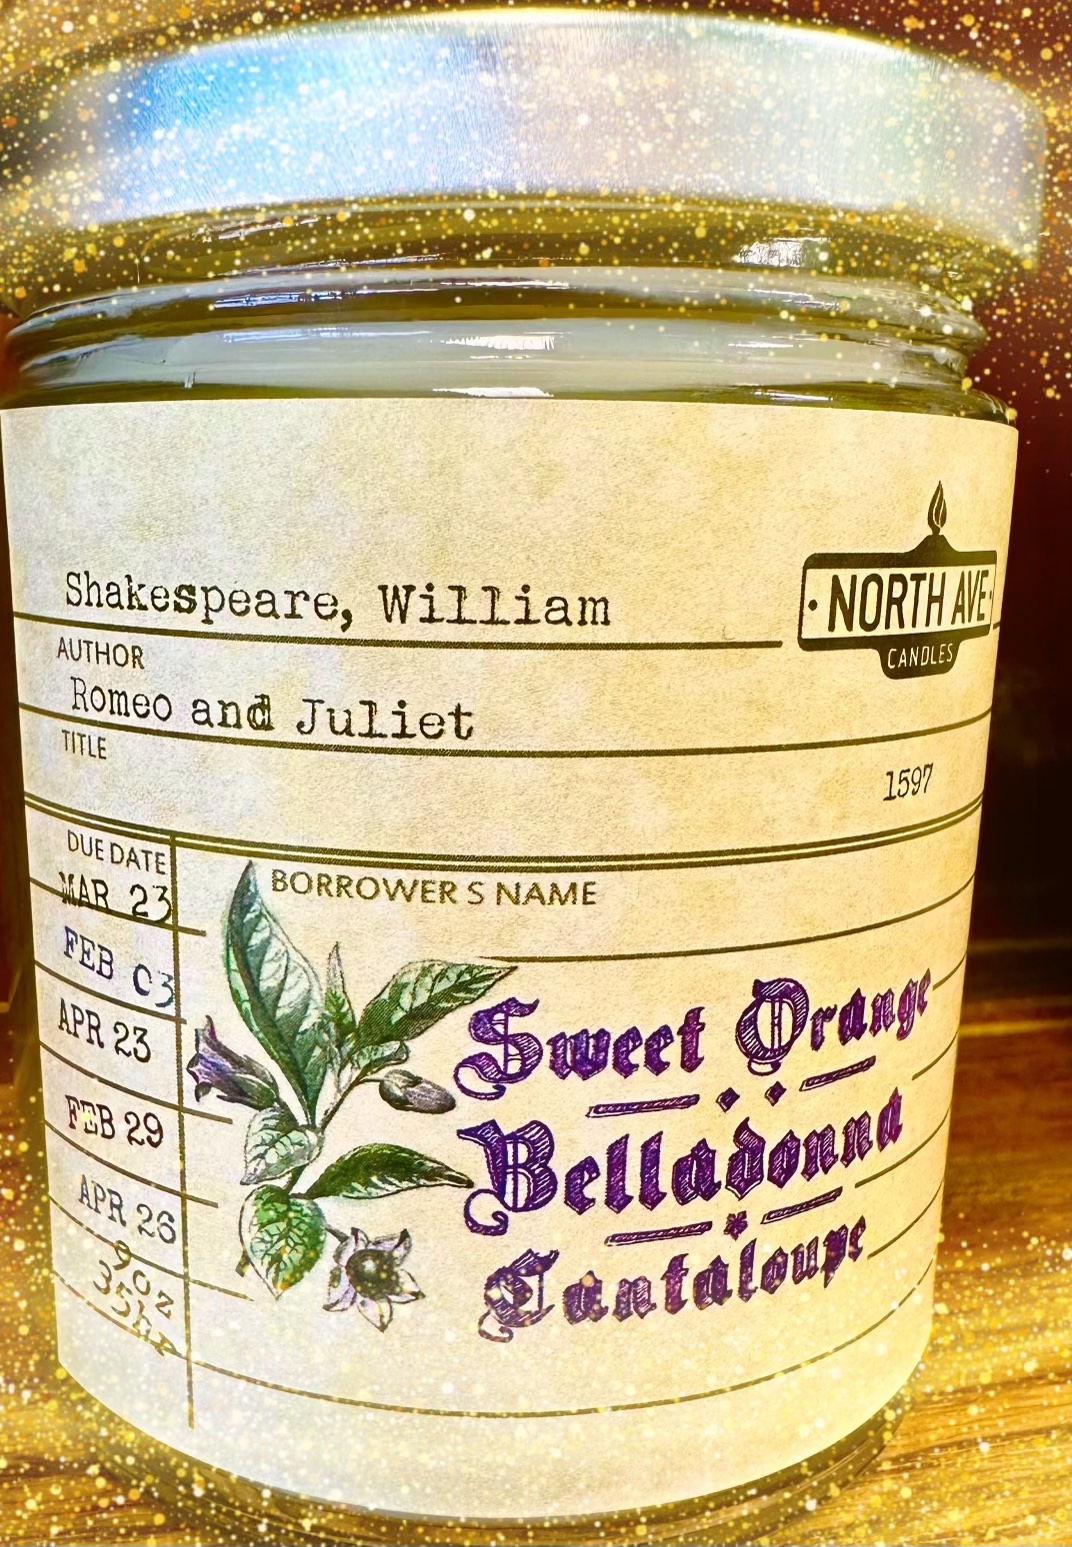 Shakespeare, William
NORTH AVE
CANDLES
AUTHOR
Romeo and Juliet
TITLE
1597
DUE DATE
BORROWER S NAME
MAR 23
FEB 03
APR 23
FEB 29
APR 26
9oz
35hr
Sweet Orange
Belladonna
Cantaloupe